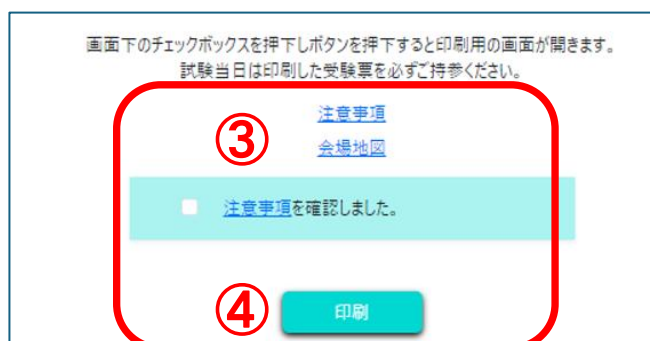 画面下のチェックボックスを押下しボタンを押下すると印刷用の画面が開きます。
試験当日は印刷した受験票を必ずご持参ください。
注意事項
③
会場地図
注意事項を確認しました。
④ 印刷